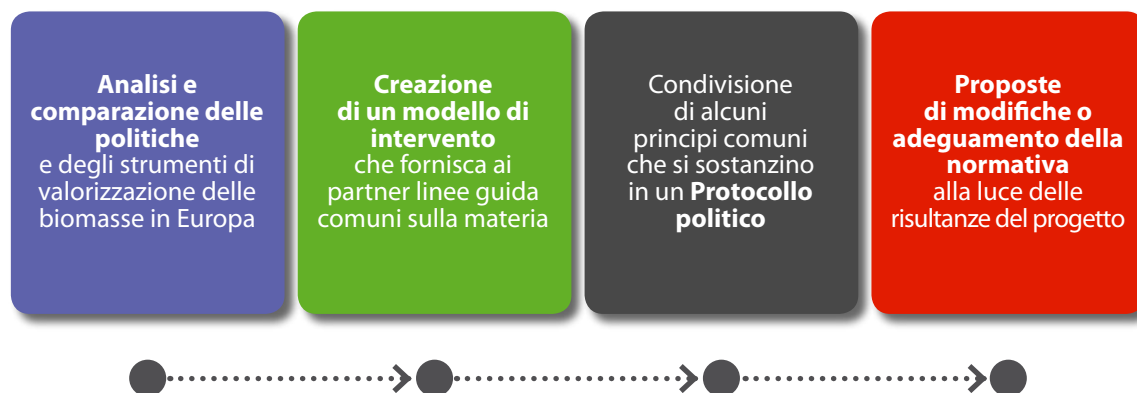 Analisi e
comparazione delle
politiche
e degli strumenti di
valorizzazione delle
biomasse in Europa
Creazione
di un modello di
intervento
che fornisca ai
partner linee guida
comuni sulla materia
Condivisione
di alcuni
principi comuni
che si sostanzino
in un Protocollo
politico
Proposte
di modifiche o
adeguamento della
normativa
alla luce delle
risultanze del progetto